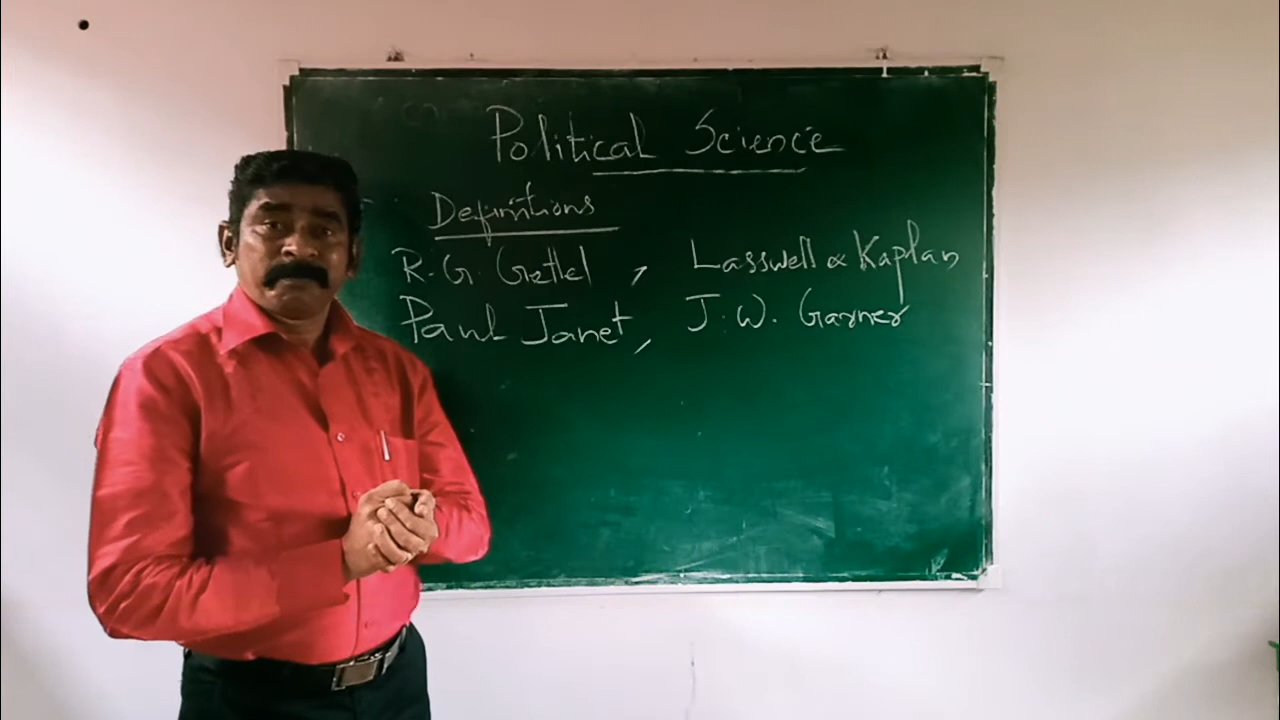 Political Science
Definitions
R.G. Gettel, Lasswell & Kaplan
Paul Janet, J.W. Garner